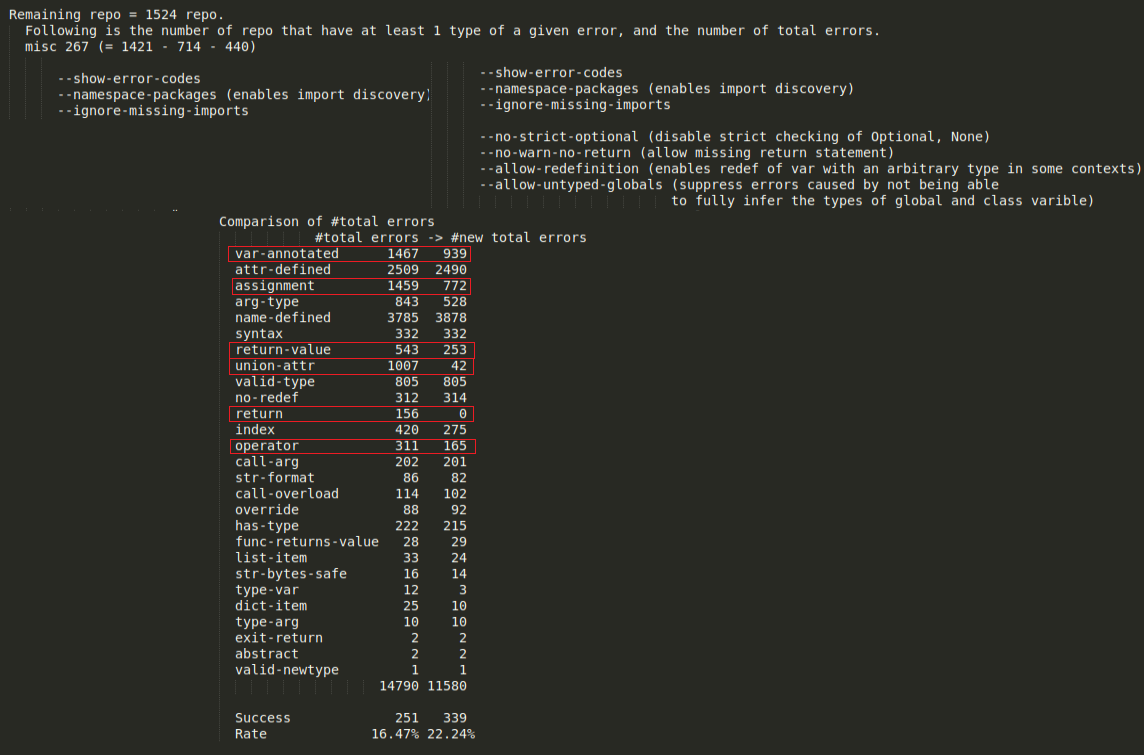 Remaining repo = 1524 repo.
Following is the number of repo that have at least 1 type of a given error, and the number of total errors.
misc 267 (= 1421 - 714 - 440)
--show-error-codes
--namespace-packages (enables import discovery)
--ignore-missing-imports
--show-error-codes
--namespace-packages (enables import discovery)
--ignore-missing-imports
--no-strict-optional (disable strict checking of Optional, None)
--no-warn-no-return (allow missing return statement)
--allow-redefinition (enables redef of var with an arbitrary type in some contexts)
--allow-untyped-globals (suppress errors caused by not being able
to fully infer the types of global and class varible)
Comparison of #total errors
#total errors -> #new total errors
var-annotated 1467 939
attr-defined 2509 2490
assignment 1459 772
arg-type 843 528
name-defined 3785 3878
syntax 332 332
return-value 543 253
union-attr 1007 42
valid-type 805 805
no-redef 312 314
return 156 0
index 420 275
operator 311 165
call-arg 202 201
str-format 86 82
call-overload 114 102
override 88 92
has-type 222 215
func-returns-value 28 29
list-item 33 24
str-bytes-safe 16 14
type-var 12 3
dict-item 25 10
type-arg 10 10
exit-return 2 2
abstract 2 2
valid-newtype 1 1
14790 11580
Success 251 339
Rate 16.47% 22.24%